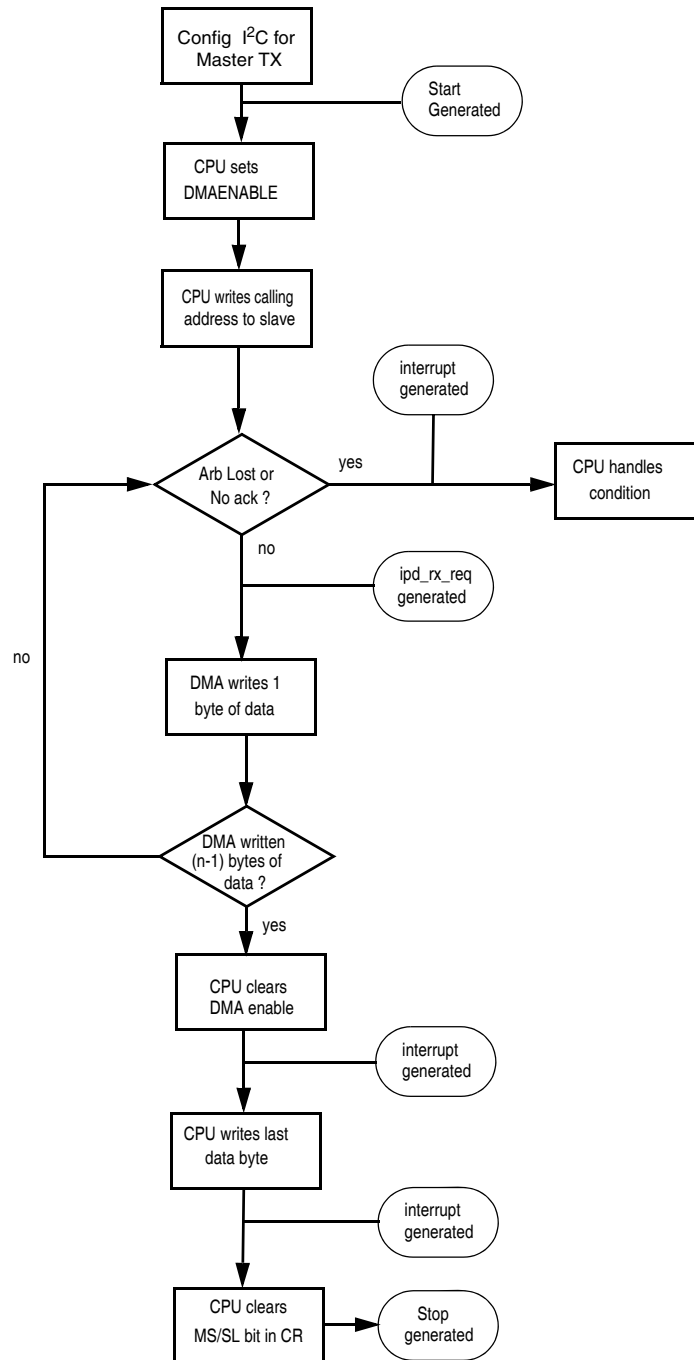 Config I²C for
Master TX
Start
Generated
CPU sets
DMAENABLE
CPU writes calling
address to slave
interrupt
generated
Arb Lost or
No ack ?
yes
CPU handles
condition
no
ipd_rx_req
generated
no
DMA writes 1
byte of data
DMA written
(n-1) bytes of
data ?
yes
CPU clears
DMA enable
interrupt
generated
CPU writes last
data byte
interrupt
generated
CPU clears
MS/SL bit in CR
Stop
generated